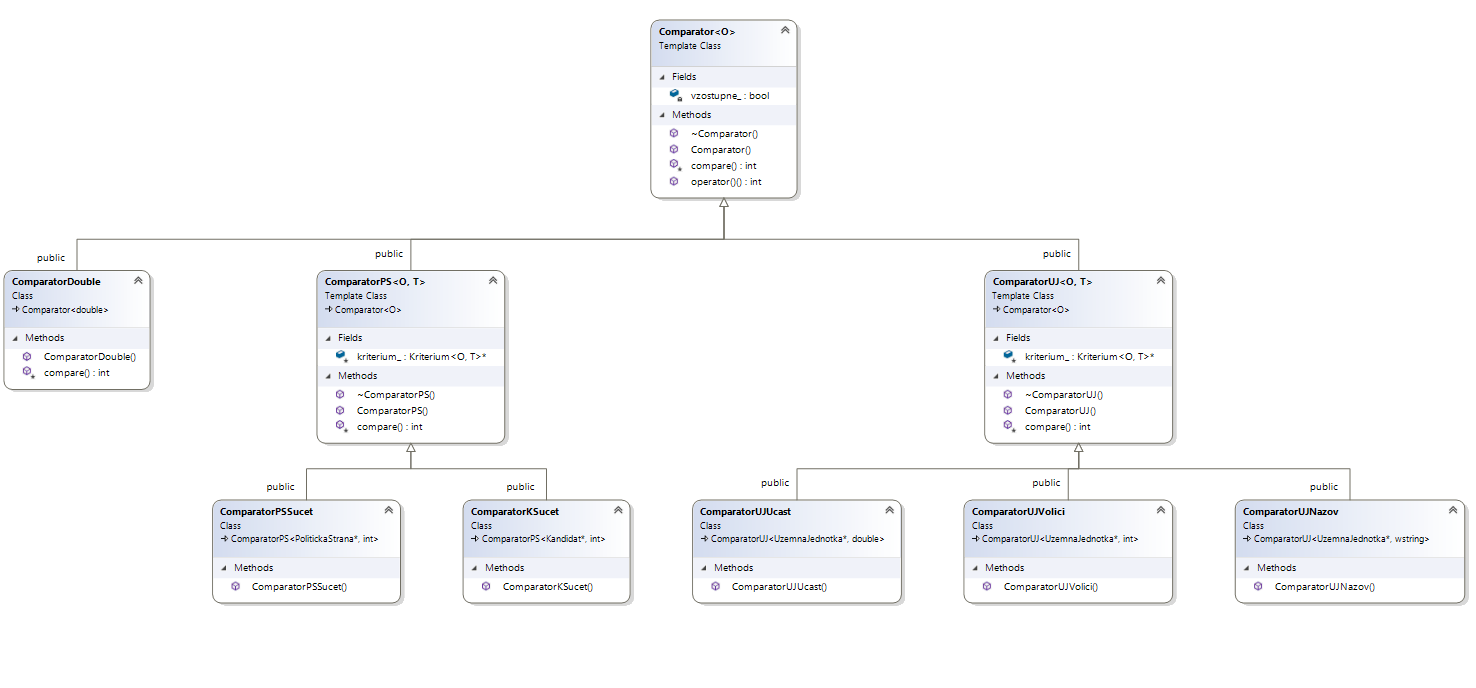 Comparator<O>
Template Class
Fields
vzostupne_ : bool
Methods
~Comparator()
Comparator()
compare() : int
operator()() : int
public
public
public
ComparatorDouble
Class
Comparator<double>
Methods
ComparatorDouble()
compare() : int
ComparatorPS<O, T>
Template Class
Comparator<O>
Fields
kriterium_ : Kriterium<O, T>*
Methods
~ComparatorPS()
ComparatorPS()
compare() : int
ComparatorUJ<O, T>
Template Class
Comparator<O>
Fields
kriterium_ : Kriterium<O, T>*
Methods
~ComparatorUJ()
ComparatorUJ()
compare() : int
public
public
public
public
public
ComparatorPSSucet
Class
ComparatorPS<PolitickaStrana*, int>
Methods
ComparatorPSSucet()
ComparatorKSucet
Class
ComparatorPS<Kandidat*, int>
Methods
ComparatorKSucet()
ComparatorUJUcast
Class
ComparatorUJ<UzemnaJednotka*, double>
Methods
ComparatorUJUcast()
ComparatorUJVolici
Class
ComparatorUJ<UzemnaJednotka*, int>
Methods
ComparatorUJVolici()
ComparatorUJNazov
Class
ComparatorUJ<UzemnaJednotka*, wstring>
Methods
ComparatorUJNazov()